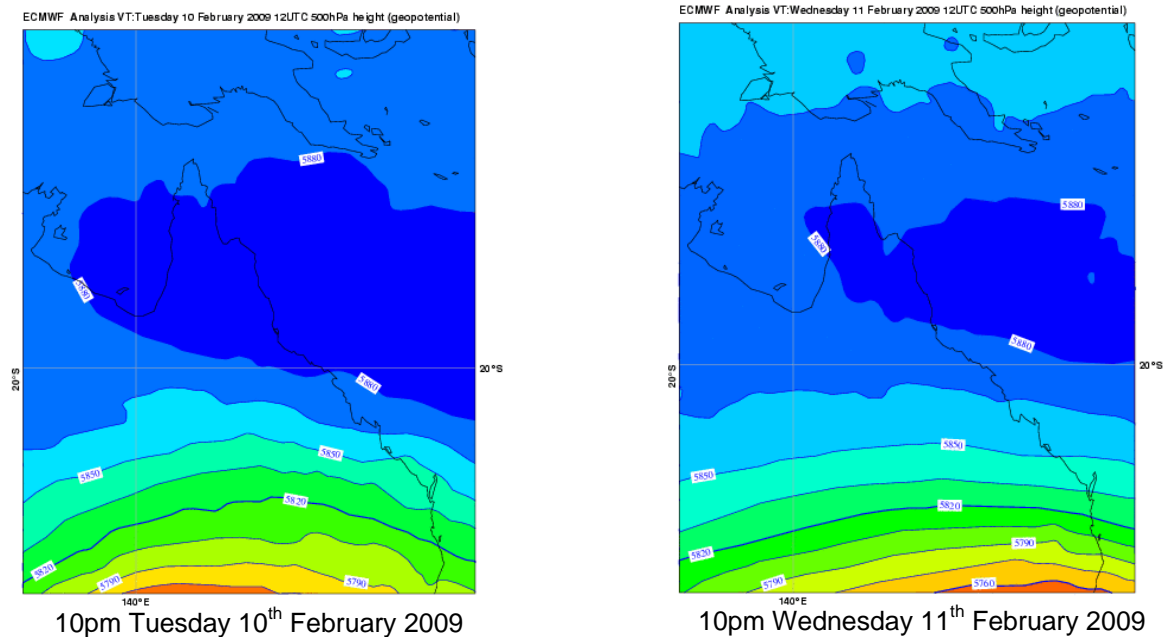 ECMWF Analysis VT:Tuesday 10 February 2009 12UTC 500hPa height (geopotential)
5880
5880
20°S
20°S
5880
5850
5850
5820
5820
5790
5790
140°E
10pm Tuesday 10th February 2009
ECMWF Analysis VT:Wednesday 11 February 2009 12UTC 500hPa height (geopotential)
5880
5880
5880
20°S
20°S
5850
5850
5820
5820
5790
5790
5760
140°E
10pm Wednesday 11th February 2009